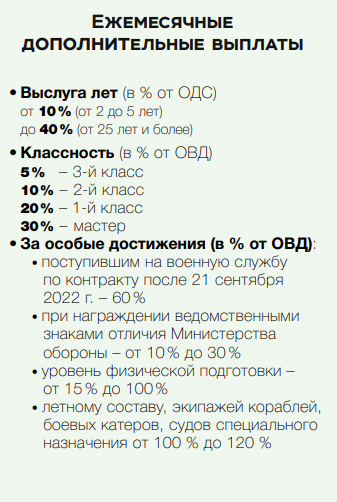 Ежемесячные
дополнительные выплаты
• Выслуга лет (в % от ОДС)
от 10% (от 2 до 5 лет)
до 40% (от 25 лет и более)
• Классность (в % от ОВД)
5% – 3-й класс
10% – 2-й класс
20% – 1-й класс
30% – мастер
• За особые достижения (в % от ОВД):
• поступившим на военную службу
по контракту после 21 сентября
2022 г. – 60%
• при награждении ведомственными
знаками отличия Министерства
обороны – от 10% до 30%
• уровень физической подготовки –
от 15% до 100%
• летному составу, экипажей кораблей,
боевых катеров, судов специального
назначения от 100 % до 120 %